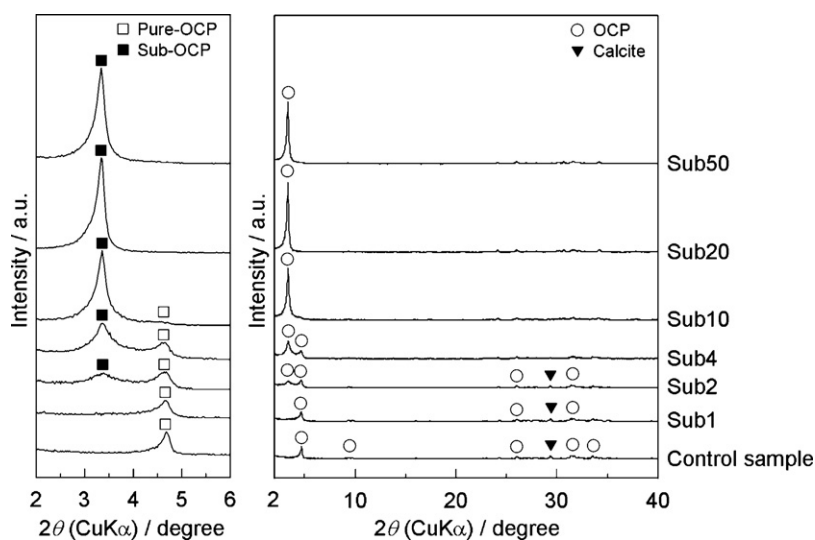 □ Pure-OCP
■ Sub-OCP
○ OCP
▼ Calcite
Intensity / a.u.
Intensity / a.u.
Sub50
Sub20
Sub10
Sub4
Sub2
Sub1
Control sample
2 3 4 5 6
2 10 20 30 40
2θ (CuKα) / degree
2θ (CuKα) / degree